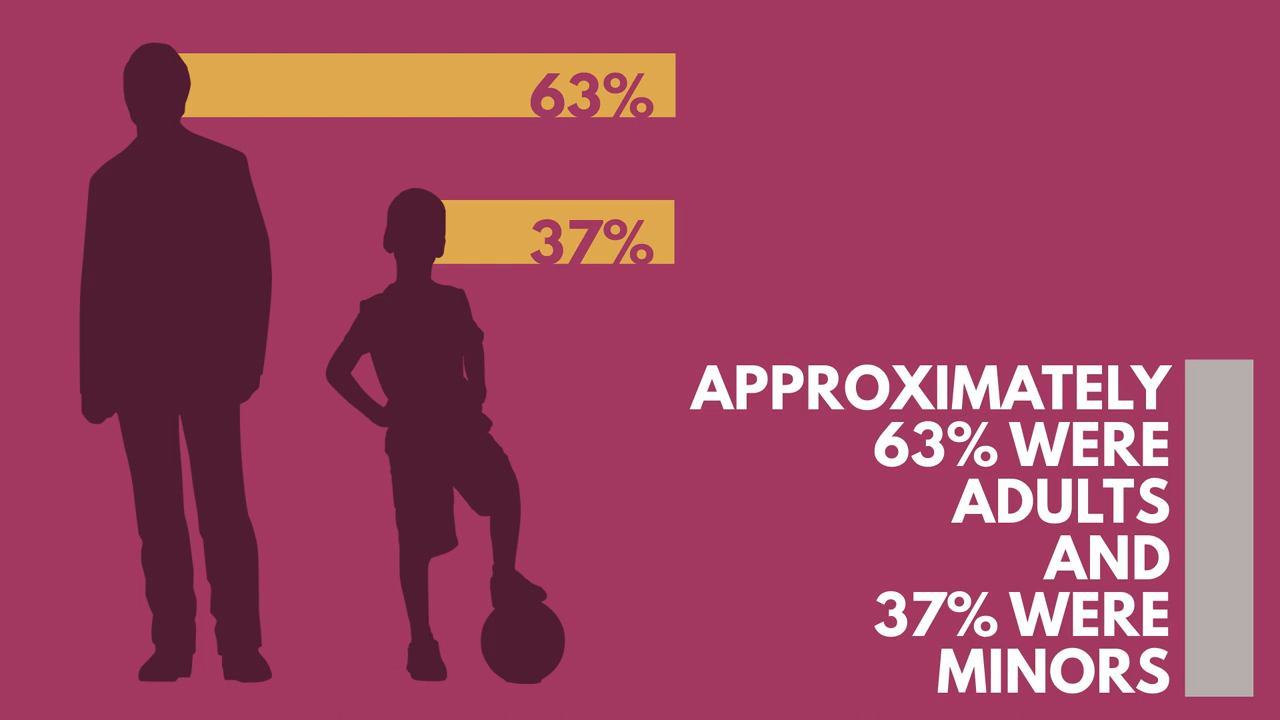 63%
37%
APPROXIMATELY
63% WERE
ADULTS
AND
37% WERE
MINORS